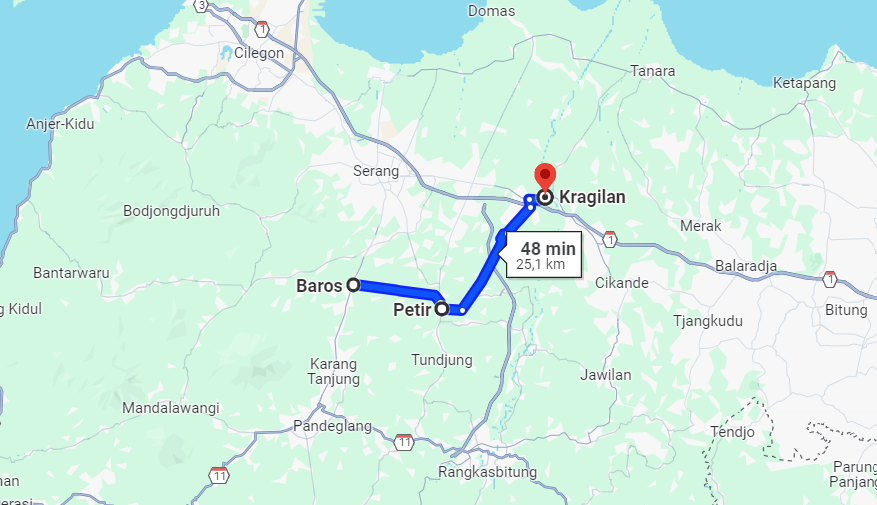 Domas
3
1
Cilegon
Tanara
Ketapang
Anjer-Kidu
Serang
Kragilan
Bodjongdjuruh
Merak
1
48 min
25,1 km
Bantarwaru
Balaradja
Baros
Cikande
1
g Kidul
Petir
Bitung
Tjangkudu
Tundjung
Karang
Tanjung
Jawilan
Mandalawangi
Pandeglang
11
Tendjo
11
Rangkasbitung
Parung
Panjang
man
erasi